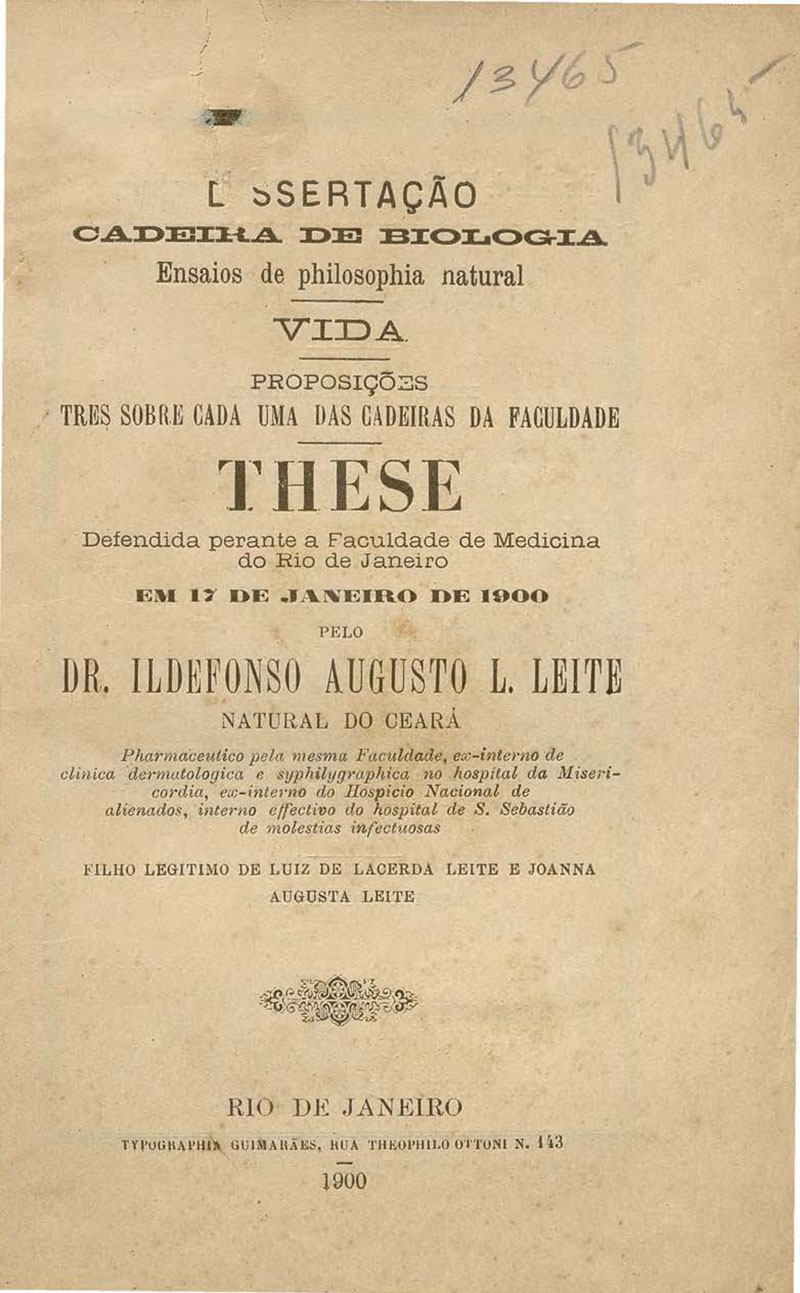 13465
13465
DISSERTAÇÃO
CADEIRA DE BIOLOGIA
Ensaios de philosophia natural
VIDA
PROPOSIÇÕES
TRES SOBRE CADA UMA DAS CADEIRAS DA FACULDADE
THESE
Defendida perante a Faculdade de Medicina
do Rio de Janeiro
EM 17 DE JANEIRO DE 1900
PELO
DR. ILDEFONSO AUGUSTO L. LEITE
NATURAL DO CEARÁ
Pharmaceutico pela mesma Faculdade, ex-interno de
clinica dermatologica e syphilygraphica no hospital da Miseri-
cordia, ex-interno do Hospicio Nacional de
alienados, interno effectivo do hospital de S. Sebastião
de molestias infectuosas
FILHO LEGITIMO DE LUIZ DE LACERDA LEITE E JOANNA
AUGUSTA LEITE
RIO DE JANEIRO
TYPOGRAPHIA GUIMARÃES, RUA THEOPHILO OTTONI N. 143
1900